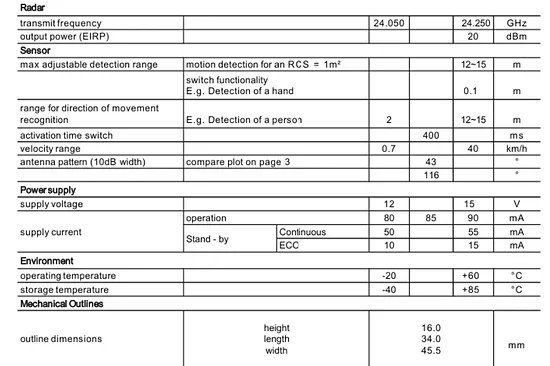 Radar
transmit frequency 24.050 24.250 GHz
output power (EIRP) 20 dBm
Sensor
max adjustable detection range motion detection for an RCS = 1m² 12~15 m
switch functionality
E.g. Detection of a hand 0.1 m
range for direction of movement
recognition E.g. Detection of a person 2 12~15 m
activation time switch 400 ms
velocity range 0.7 40 km/h
antenna pattern (10dB width) compare plot on page 3 43 °
116 °
Power supply
supply voltage 12 15 V
operation 80 85 90 mA
supply current Stand - by Continuous 50 55 mA
ECC 10 15 mA
Environment
operating temperature -20 +60 °C
storage temperature -40 +85 °C
Mechanical Outlines
height 16.0
outline dimensions length 34.0 mm
width 45.5